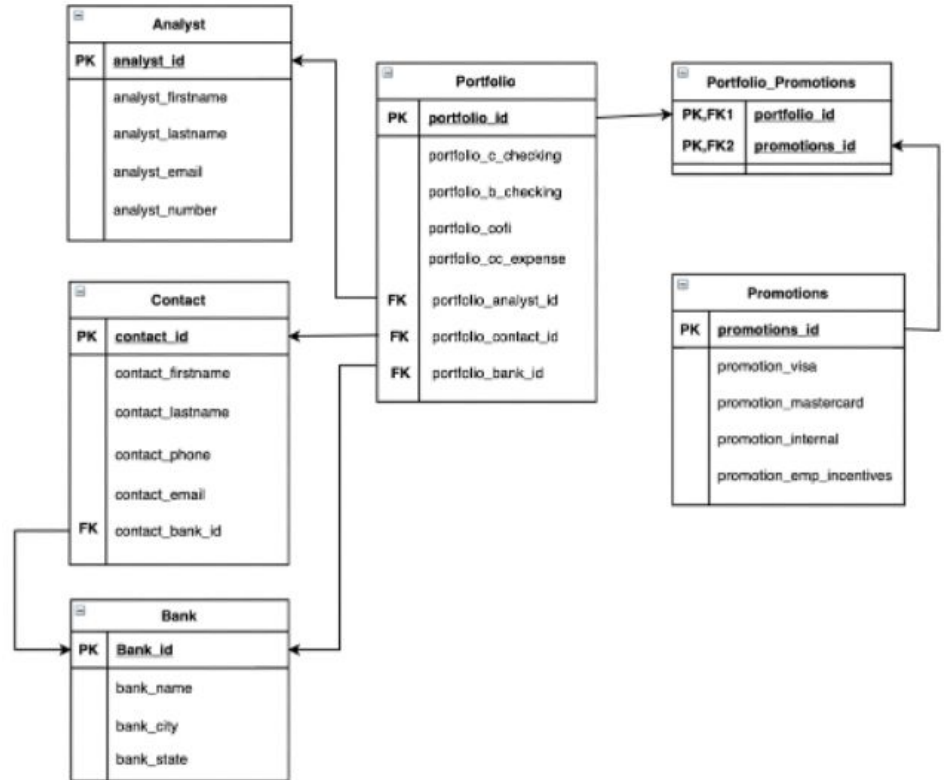 Analyst
PK analyst_id
analyst_firstname
analyst_lastname
analyst_email
analyst_number
Contact
PK contact_id
contact_firstname
contact_lastname
contact_phone
contact_email
FK contact_bank_id
Bank
PK Bank_id
bank_name
bank_city
bank_state
Portfolio
PK portfolio_id
portfolio_c_checking
portfolio_b_checking
portfolio_cofi
portfolio_cc_expense
FK portfolio_analyst_id
FK portfolio_contact_id
FK portfolio_bank_id
Portfolio_Promotions
PK,FK1 portfolio_id
PK,FK2 promotions_id
Promotions
PK promotions_id
promotion_visa
promotion_mastercard
promotion_internal
promotion_emp_incentives